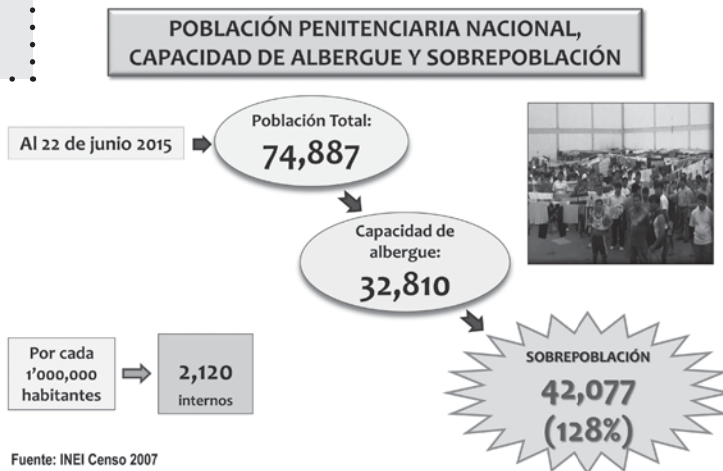 POBLACIÓN PENITENCIARIA NACIONAL,
CAPACIDAD DE ALBERGUE Y SOBREPOBLACIÓN
Al 22 de junio 2015
Población Total:
74,887
Capacidad de
albergue:
32,810
Por cada
1'000,000
habitantes
2,120
internos
SOBREPOBLACIÓN
42,077
(128%)
Fuente: INEI Censo 2007